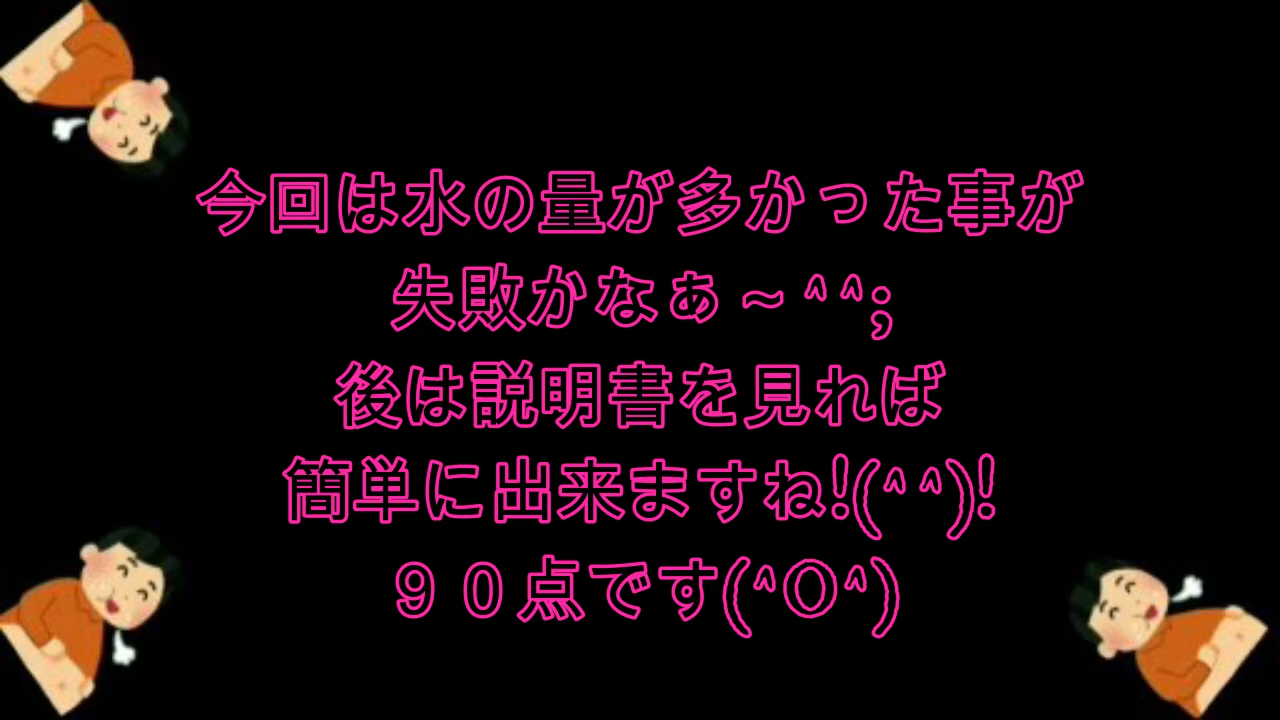 今回は水の量が多かった事が
失敗かなぁ～^^;
後は説明書を見れば
簡単に出来ますね!(^^)!
９０点です(^O^)